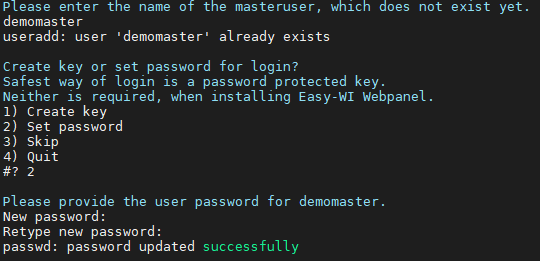 Please enter the name of the masteruser, which does not exist yet.
demomaster
useradd: user 'demomaster' already exists
Create key or set password for login?
Safest way of login is a password protected key.
Neither is required, when installing Easy-WI Webpanel.
1) Create key
2) Set password
3) Skip
4) Quit
#? 2
Please provide the user password for demomaster.
New password:
Retype new password:
passwd: password updated successfully